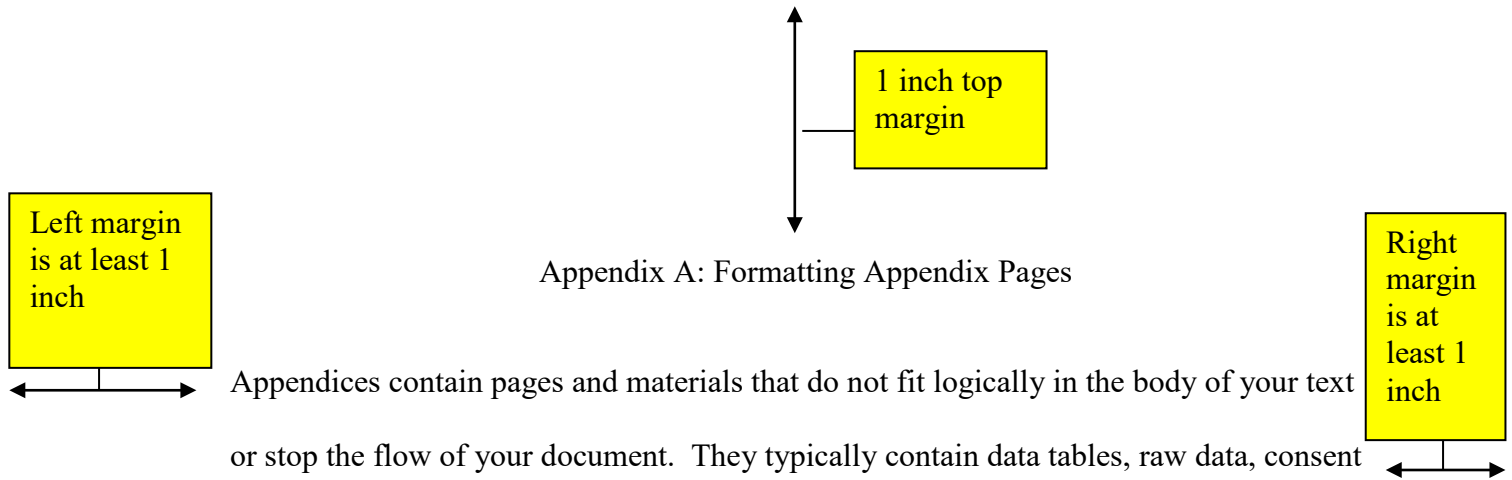 1 inch top
margin
Left margin
is at least 1
inch
Right
margin
is at
least 1
inch
Appendix A: Formatting Appendix Pages
Appendices contain pages and materials that do not fit logically in the body of your text
or stop the flow of your document.  They typically contain data tables, raw data, consent